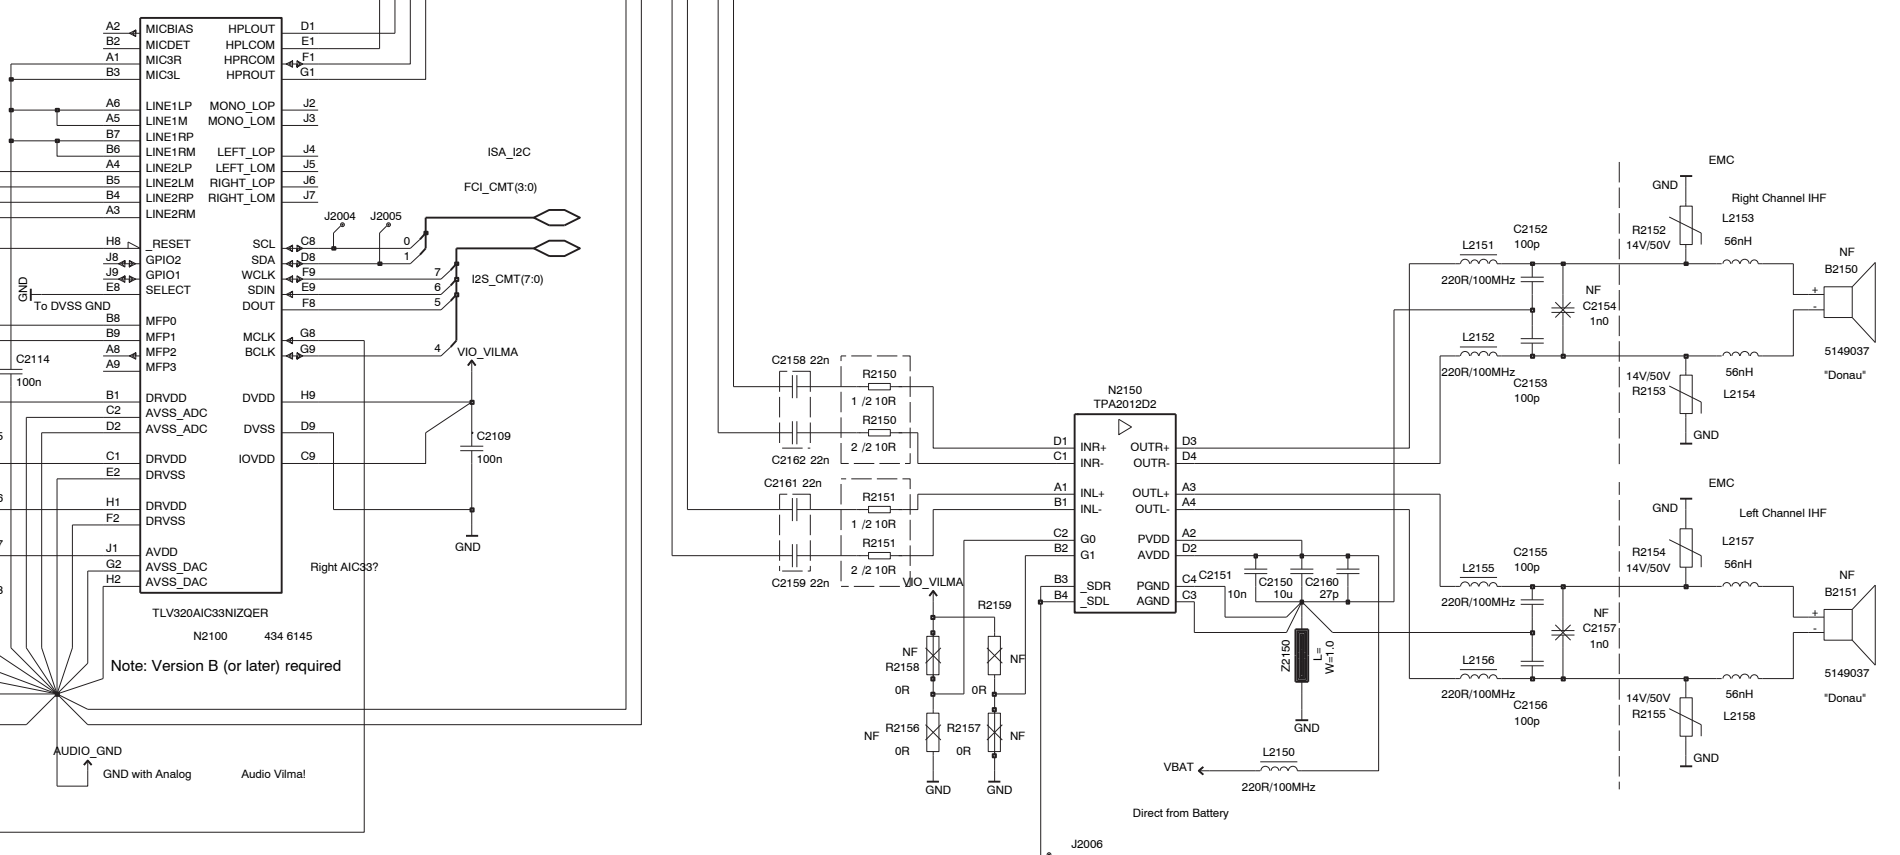 A2 MICBIAS HPLOUT D1
B2 MICDET HPLCOM E1
A1 MIC3R HPRCOM F1
B3 MIC3L HPROUT G1
A6 LINE1LP MONO_LOP J2
A5 LINE1M MONO_LOM J3
B7 LINE1RP
B6 LINE1RM LEFT_LOP J4
A4 LINE2LP LEFT_LOM J5
B5 LINE2LM RIGHT_LOP J6
B4 LINE2RP RIGHT_LOM J7
A3 LINE2RM
H8 _RESET SCL C8
J8 GPIO2 SDA D8
J9 GPIO1 WCLK F9
E8 SELECT SDIN E9
DOUT F8
GND
To DVSS GND
B8 MFP0
B9 MFP1 MCLK G8
A8 MFP2 BCLK G9
A9 MFP3
B1 DRVDD DVDD H9
C2 AVSS_ADC
D2 AVSS_ADC DVSS D9
C1 DRVDD IOVDD C9
E2 DRVSS
H1 DRVDD
F2 DRVSS
J1 AVDD
G2 AVSS_DAC
H2 AVSS_DAC
C2114
100n
TLV320AIC33NIZQER
N2100 434 6145
Note: Version B (or later) required
Right AIC33?
AUDIO_GND
GND with Analog Audio Vilma!
ISA_I2C
FCI_CMT(3:0)
J2004 J2005
0
1
I2S_CMT(7:0)
7
6
5
4
VIO_VILMA
C2109
100n
GND
C2158 22n
R2150
1 /2 10R
R2150
2 /2 10R
C2162 22n
C2161 22n
R2151
1 /2 10R
R2151
2 /2 10R
C2159 22n
VIO_VILMA
R2159
NF
R2158
0R
NF
0R
NF
R2156
0R
R2157
0R
NF
GND GND
N2150
TPA2012D2
D1 INR+ OUTR+ D3
C1 INR- OUTR- D4
A1 INL+ OUTL+ A3
B1 INL- OUTL- A4
C2 G0 PVDD A2
B2 G1 AVDD D2
B3 _SDR PGND C4
B4 _SDL AGND C3
C2151
10n
C2150
10u
C2160
27p
Z2150
L=
W=1.0
GND
L2150
VBAT
220R/100MHz
Direct from Battery
J2006
EMC
GND
Right Channel IHF
R2152
14V/50V
L2153
56nH
C2152
100p
L2151
220R/100MHz
NF
C2154
1n0
NF
B2150
+
-
L2152
220R/100MHz
C2153
100p
14V/50V
R2153
56nH
L2154
5149037
"Donau"
GND
EMC
GND
Left Channel IHF
R2154
14V/50V
L2157
56nH
C2155
100p
L2155
220R/100MHz
NF
C2157
1n0
NF
B2151
+
-
L2156
220R/100MHz
C2156
100p
14V/50V
R2155
56nH
L2158
5149037
"Donau"
GND